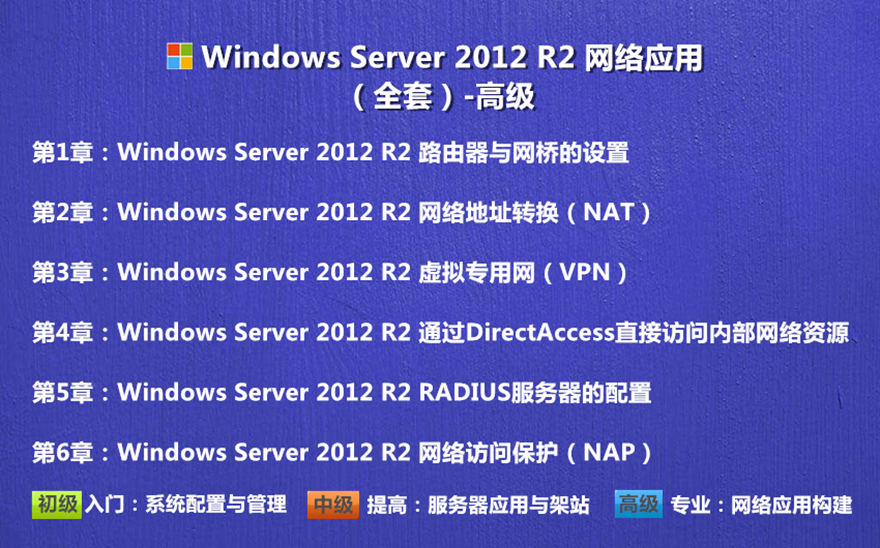 Windows Server 2012 R2 网络应用
（全套）-高级
第1章：Windows Server 2012 R2 路由器与网桥的设置
第2章：Windows Server 2012 R2 网络地址转换（NAT）
第3章：Windows Server 2012 R2 虚拟专用网（VPN）
第4章：Windows Server 2012 R2 通过DirectAccess直接访问内部网络资源
第5章：Windows Server 2012 R2 RADIUS服务器的配置
第6章：Windows Server 2012 R2 网络访问保护（NAP）
初级 入门：系统配置与管理 中级 提高：服务器应用与架站 高级 专业：网络应用构建